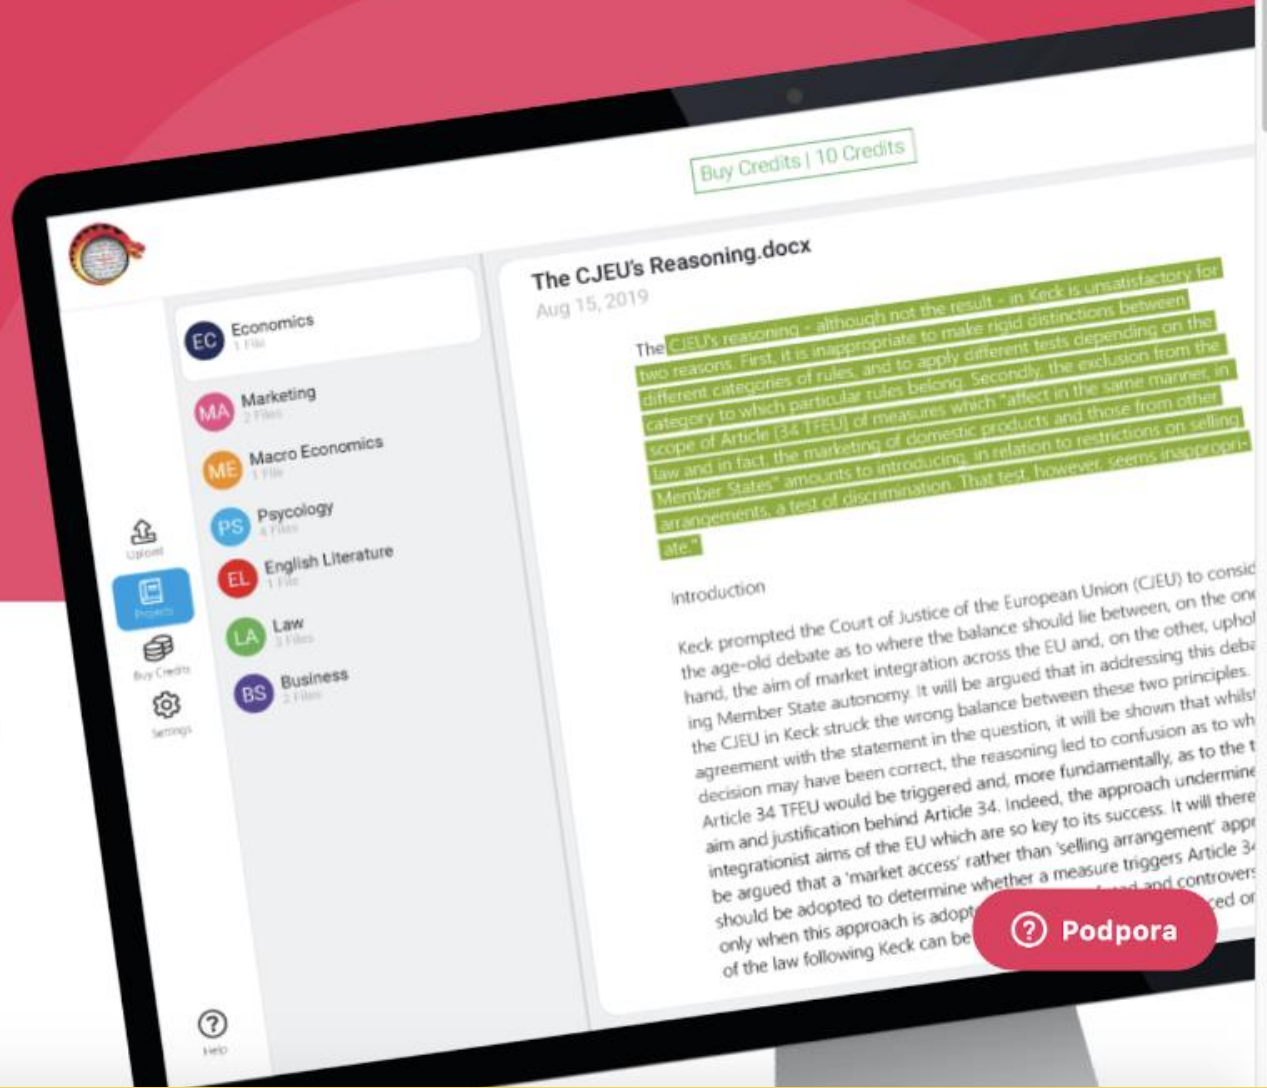 Buy Credits | 10 Credits
The CJEU's Reasoning.docx
Aug 15, 2019
EC
Economics
1 File
MA
Marketing
2 Files
ME
Macro Economics
1 File
PS
Psycology
4 Files
EL
English Literature
1 File
LA
Law
3 Files
BS
Business
2 Files
Upload
Projects
Buy Credits
Settings
Help
The CJEU's reasoning - although not the result - in Keck is unsatisfactory for
two reasons. First, it is inappropriate to make rigid distinctions between
different categories of rules, and to apply different tests depending on the
category to which particular rules belong. Secondly, the exclusion from the
scope of Article [34 TFEU] of measures which "affect in the same manner, in
law and in fact, the marketing of domestic products and those from other
Member States" amounts to introducing, in relation to restrictions on selling
arrangements, a test of discrimination. That test, however, seems inappropri-
ate."
Introduction
Keck prompted the Court of Justice of the European Union (CJEU) to consid
the age-old debate as to where the balance should lie between, on the one
hand, the aim of market integration across the EU and, on the other, uphol
ing Member State autonomy. It will be argued that in addressing this deba
the CJEU in Keck struck the wrong balance between these two principles.
agreement with the statement in the question, it will be shown that whils
decision may have been correct, the reasoning led to confusion as to wh
Article 34 TFEU would be triggered and, more fundamentally, as to the t
aim and justification behind Article 34. Indeed, the approach undermine
integrationist aims of the EU which are so key to its success. It will there
be argued that a 'market access' rather than 'selling arrangement' appr
should be adopted to determine whether a measure triggers Article 34
only when this approach is adopt and controvers
of the law following Keck can be ced or
Podpora